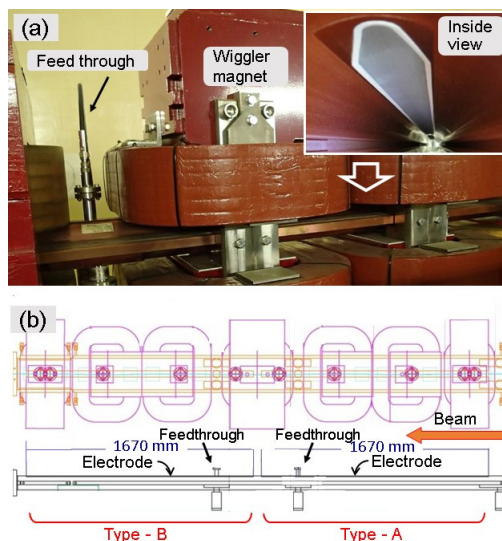 (a)
Feed through
Wiggler
magnet
Inside
view
(b)
Beam
Feedthrough
Feedthrough
1670 mm
1670 mm
Electrode
Electrode
Type - B
Type - A